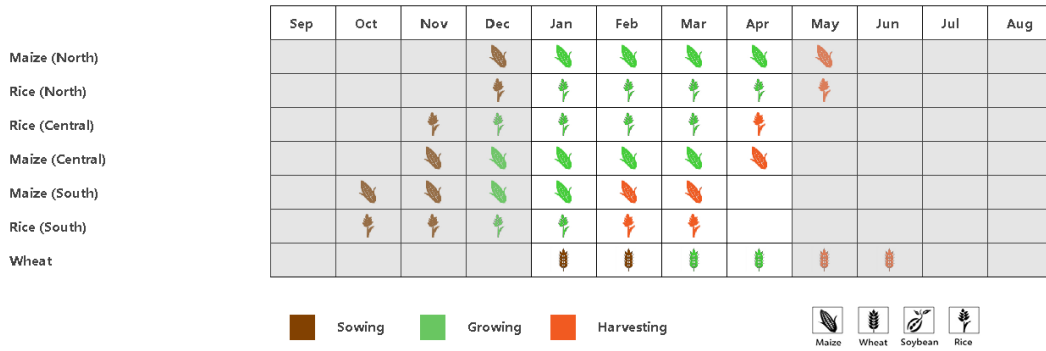 Sep Oct Nov Dec Jan Feb Mar Apr May Jun Jul Aug
Maize (North)
Rice (North)
Rice (Central)
Maize (Central)
Maize (South)
Rice (South)
Wheat
Sowing Growing Harvesting
Maize Wheat Soybean Rice